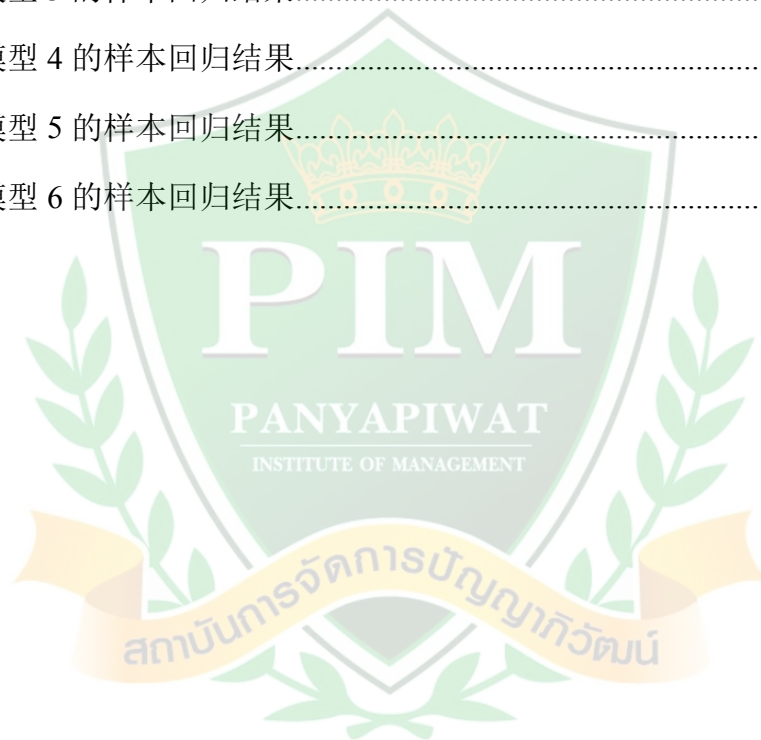 型 4 的样本回归结果
型 5 的样本回归结果
型 6 的样本回归结果
PIM
PANYAPIWAT
INSTITUTE OF MANAGEMENT
สถาบันการจัดการปัญญาภิวัฒน์